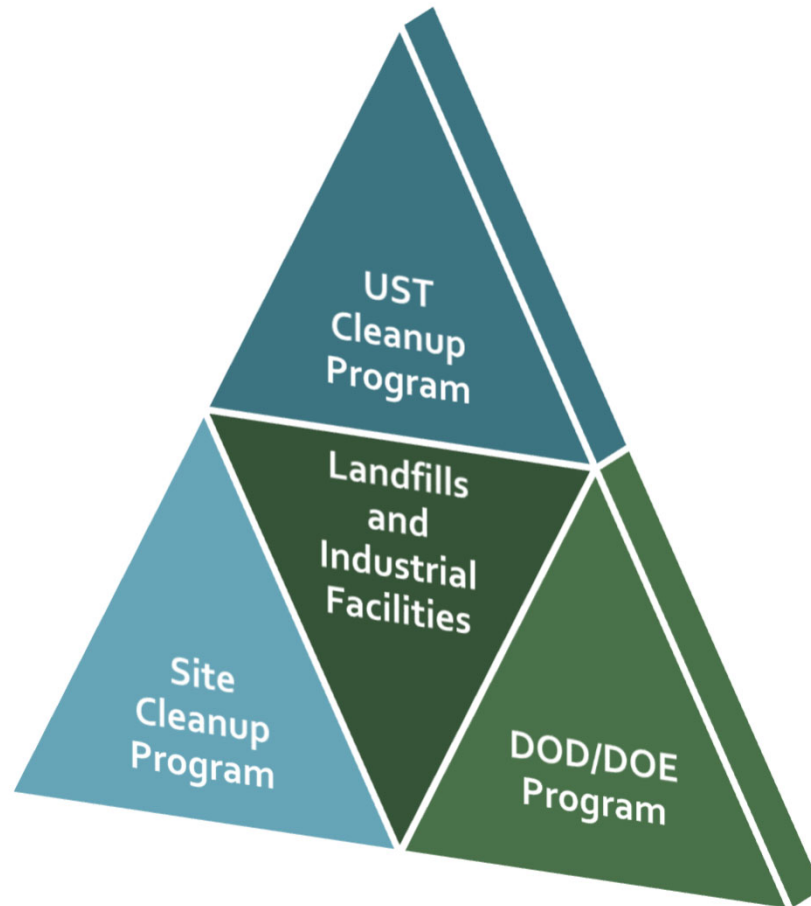 UST
Cleanup
Program
Landfills
and
Industrial
Facilities
Site
Cleanup
Program
DOD/DOE
Program